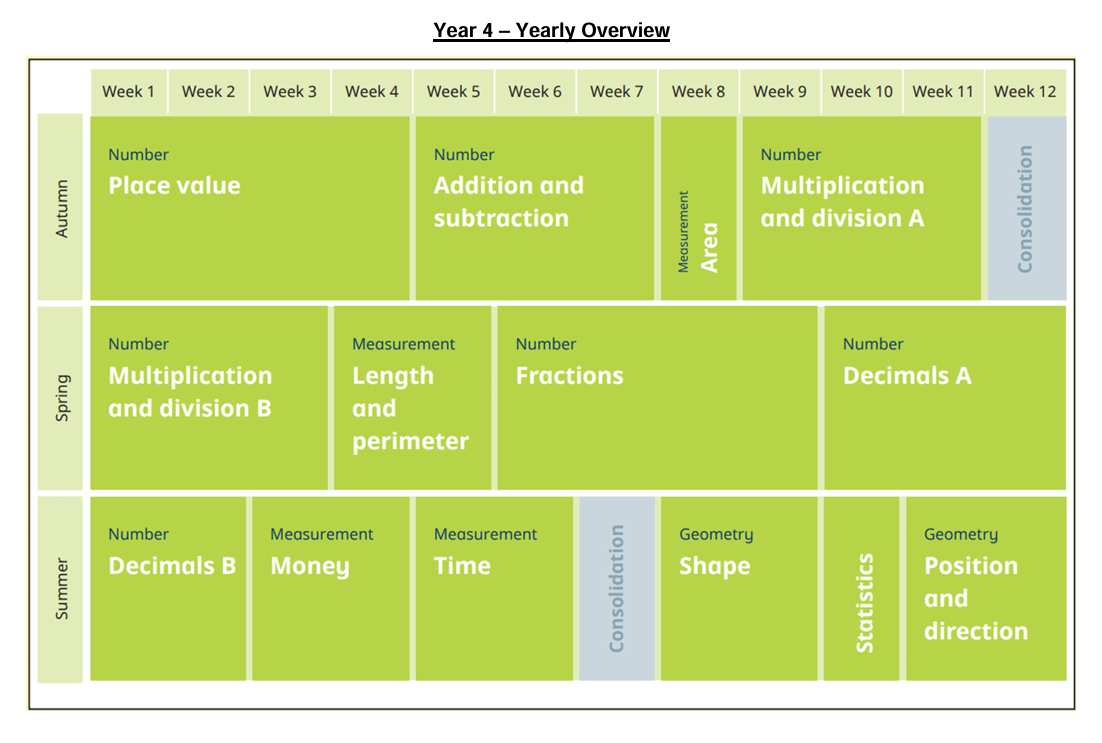 Year 4 – Yearly Overview
Week 1 Week 2 Week 3 Week 4 Week 5 Week 6 Week 7 Week 8 Week 9 Week 10 Week 11 Week 12
Autumn
Number
Place value
Number
Addition and
subtraction
Measurement
Area
Number
Multiplication
and division A
Consolidation
Spring
Number
Multiplication
and division B
Measurement
Length
and
perimeter
Number
Fractions
Number
Decimals A
Summer
Number
Decimals B
Measurement
Money
Measurement
Time
Consolidation
Geometry
Shape
Statistics
Geometry
Position
and
direction